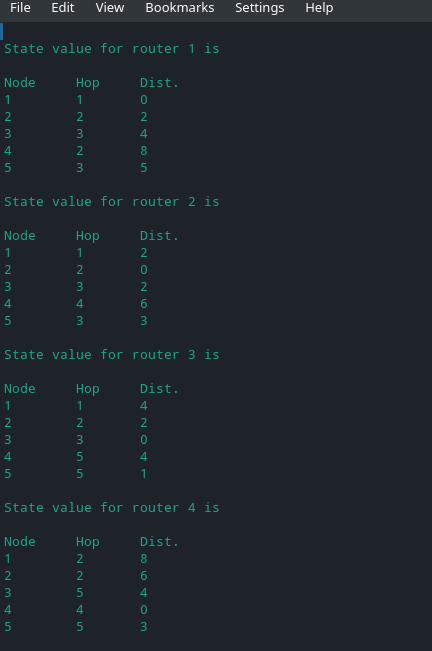 File Edit View Bookmarks Settings Help
State value for router 1 is
Node Hop Dist.
1 1 0
2 2 2
3 3 4
4 2 8
5 3 5
State value for router 2 is
Node Hop Dist.
1 1 2
2 2 0
3 3 2
4 4 6
5 3 3
State value for router 3 is
Node Hop Dist.
1 1 4
2 2 2
3 3 0
4 5 4
5 5 1
State value for router 4 is
Node Hop Dist.
1 2 8
2 2 6
3 5 4
4 4 0
5 5 3